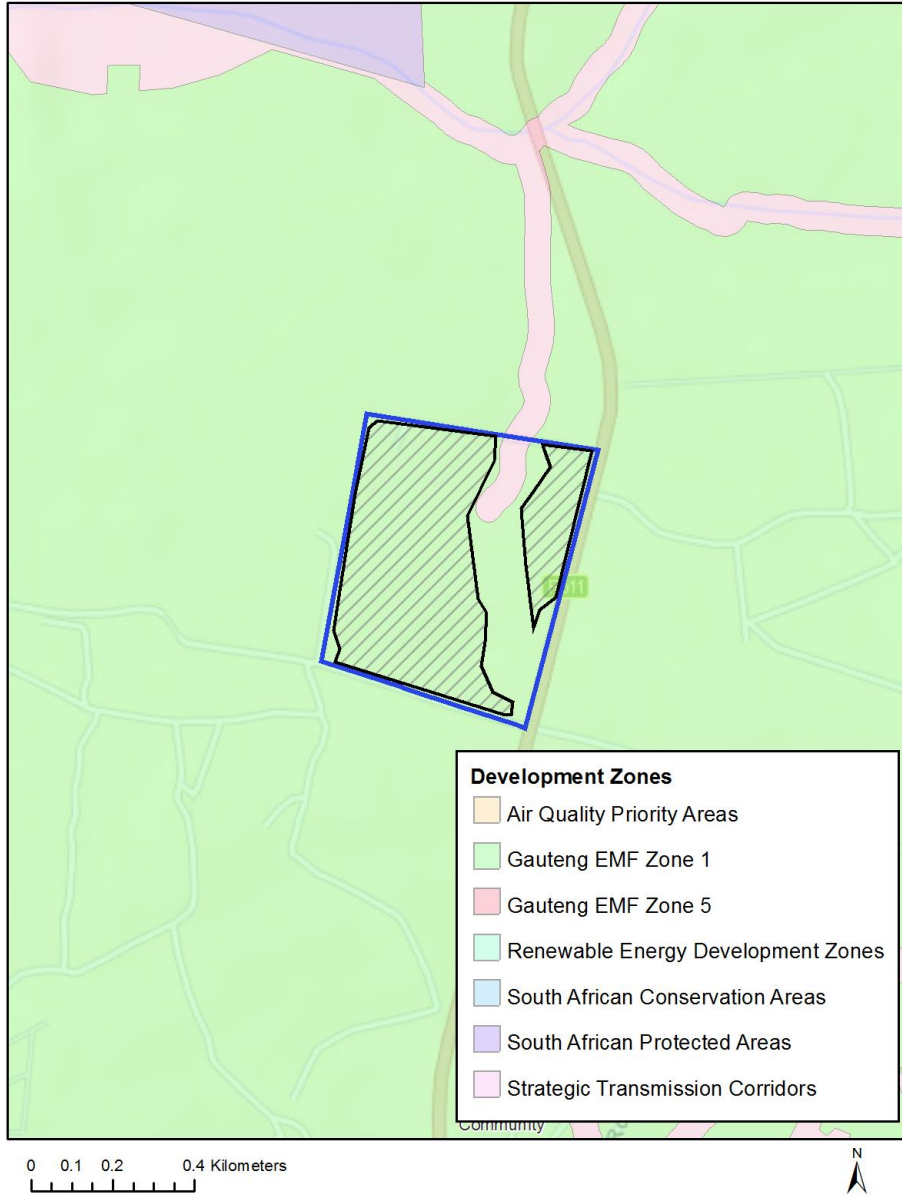 Development Zones
Air Quality Priority Areas
Gauteng EMF Zone 1
Gauteng EMF Zone 5
Renewable Energy Development Zones
South African Conservation Areas
South African Protected Areas
Strategic Transmission Corridors
Community
0 0.1 0.2 0.4 Kilometers
N